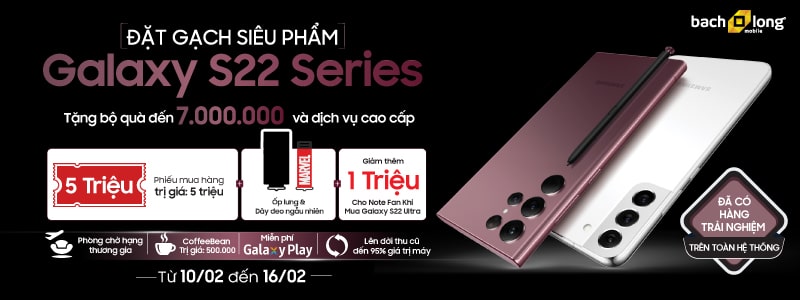 bach long
mobile
ĐẶT GẠCH SIÊU PHẨM
Galaxy S22 Series
Tặng bộ quà đến 7.000.000 và dịch vụ cao cấp
5 Triệu
Phiếu mua hàng
trị giá: 5 triệu
MARVEL
Ốp lưng &
Dây đeo ngẫu nhiên
Giảm thêm
1 Triệu
Cho Note Fan Khi
Mua Galaxy S22 Ultra
Phòng chờ hạng
thương gia
CoffeeBean
Trị giá: 500.000
Miễn phí
Galaxy Play
Lên đời thu cũ
đến 95% giá trị máy
Từ 10/02 đến 16/02
SAMSUNG
SAMSUNG
ĐÃ CÓ
HÀNG
TRẢI NGHIỆM
TRÊN TOÀN HỆ THỐNG